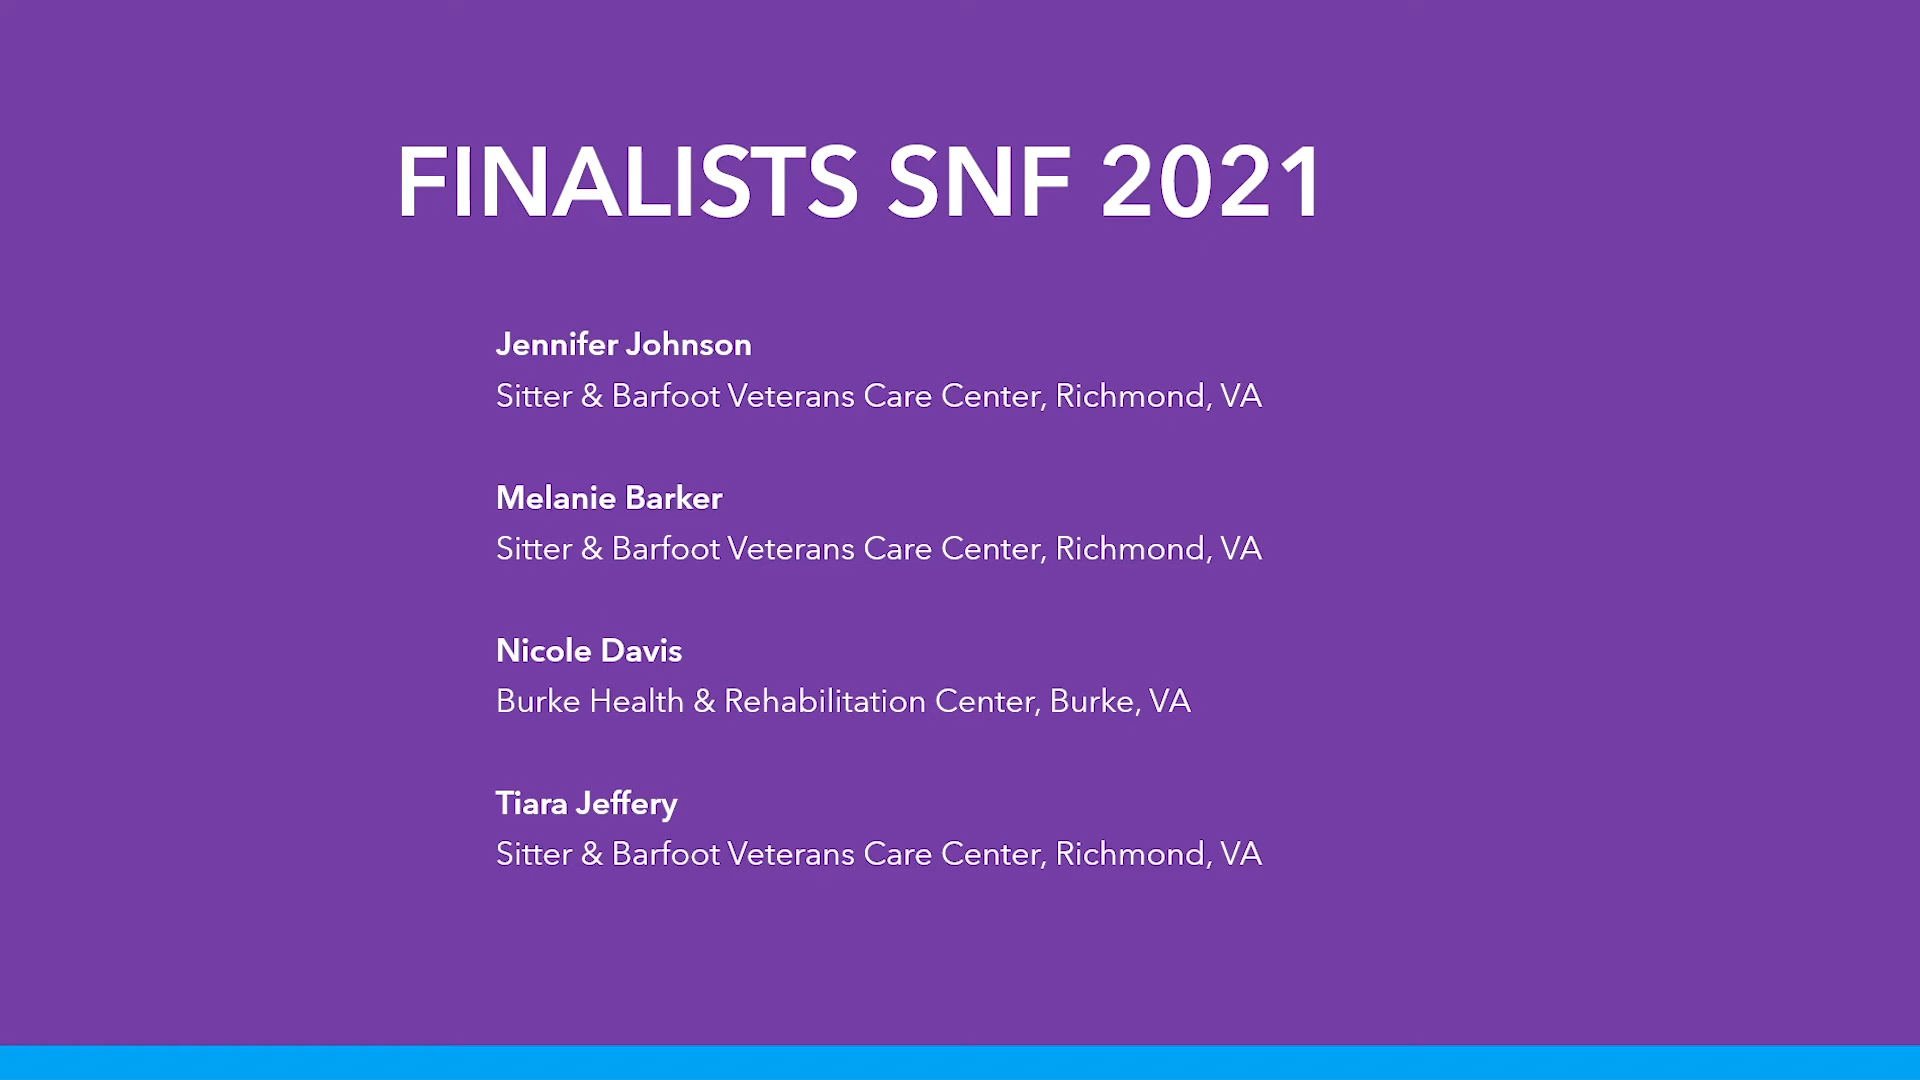 FINALISTS SNF 2021
Jennifer Johnson
Sitter & Barfoot Veterans Care Center, Richmond, VA
Melanie Barker
Sitter & Barfoot Veterans Care Center, Richmond, VA
Nicole Davis
Burke Health & Rehabilitation Center, Burke, VA
Tiara Jeffery
Sitter & Barfoot Veterans Care Center, Richmond, VA